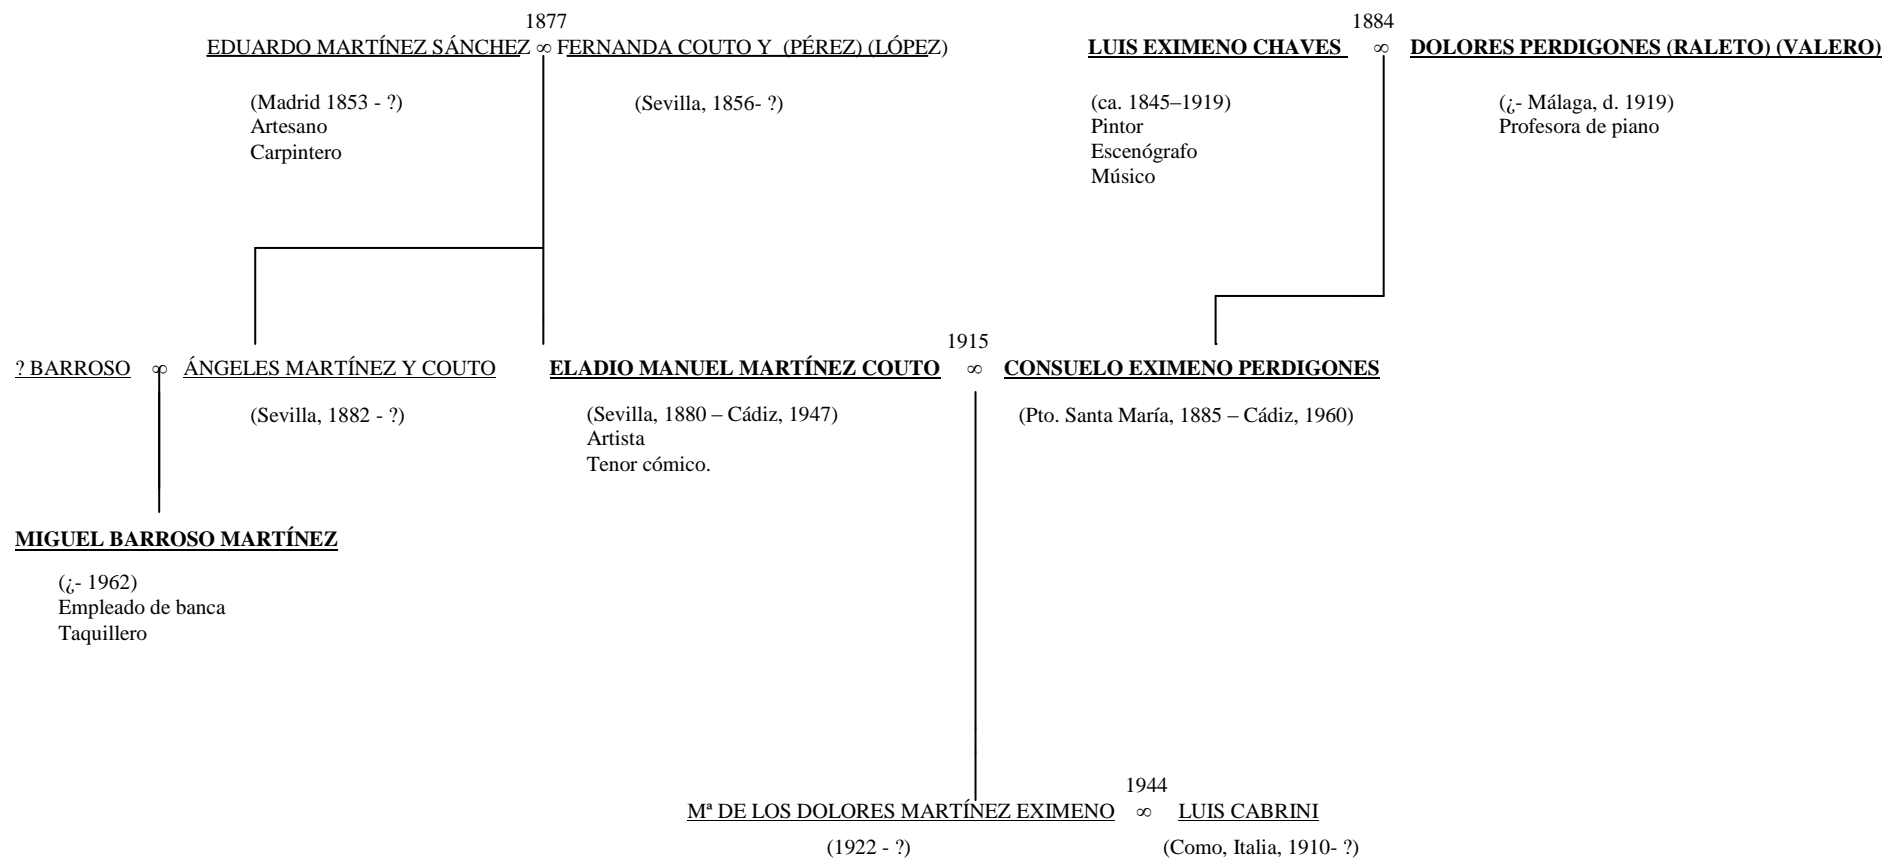 1877
EDUARDO MARTÍNEZ SÁNCHEZ ∞ FERNANDA COUTO Y (PÉREZ) (LÓPEZ)
(Madrid 1853 - ?)
Artesano
Carpintero
(Sevilla, 1856- ?)
1884
LUIS EXIMENO CHAVES ∞ DOLORES PERDIGONES (RALETO) (VALERO)
(ca. 1845–1919)
Pintor
Escenógrafo
Músico
(¿- Málaga, d. 1919)
Profesora de piano
? BARROSO ∞ ÁNGELES MARTÍNEZ Y COUTO
(Sevilla, 1882 - ?)
1915
ELADIO MANUEL MARTÍNEZ COUTO ∞ CONSUELO EXIMENO PERDIGONES
(Sevilla, 1880 – Cádiz, 1947)
Artista
Tenor cómico.
(Pto. Santa María, 1885 – Cádiz, 1960)
MIGUEL BARROSO MARTÍNEZ
(¿- 1962)
Empleado de banca
Taquillero
1944
Mª DE LOS DOLORES MARTÍNEZ EXIMENO ∞ LUIS CABRINI
(1922 - ?)
(Como, Italia, 1910- ?)